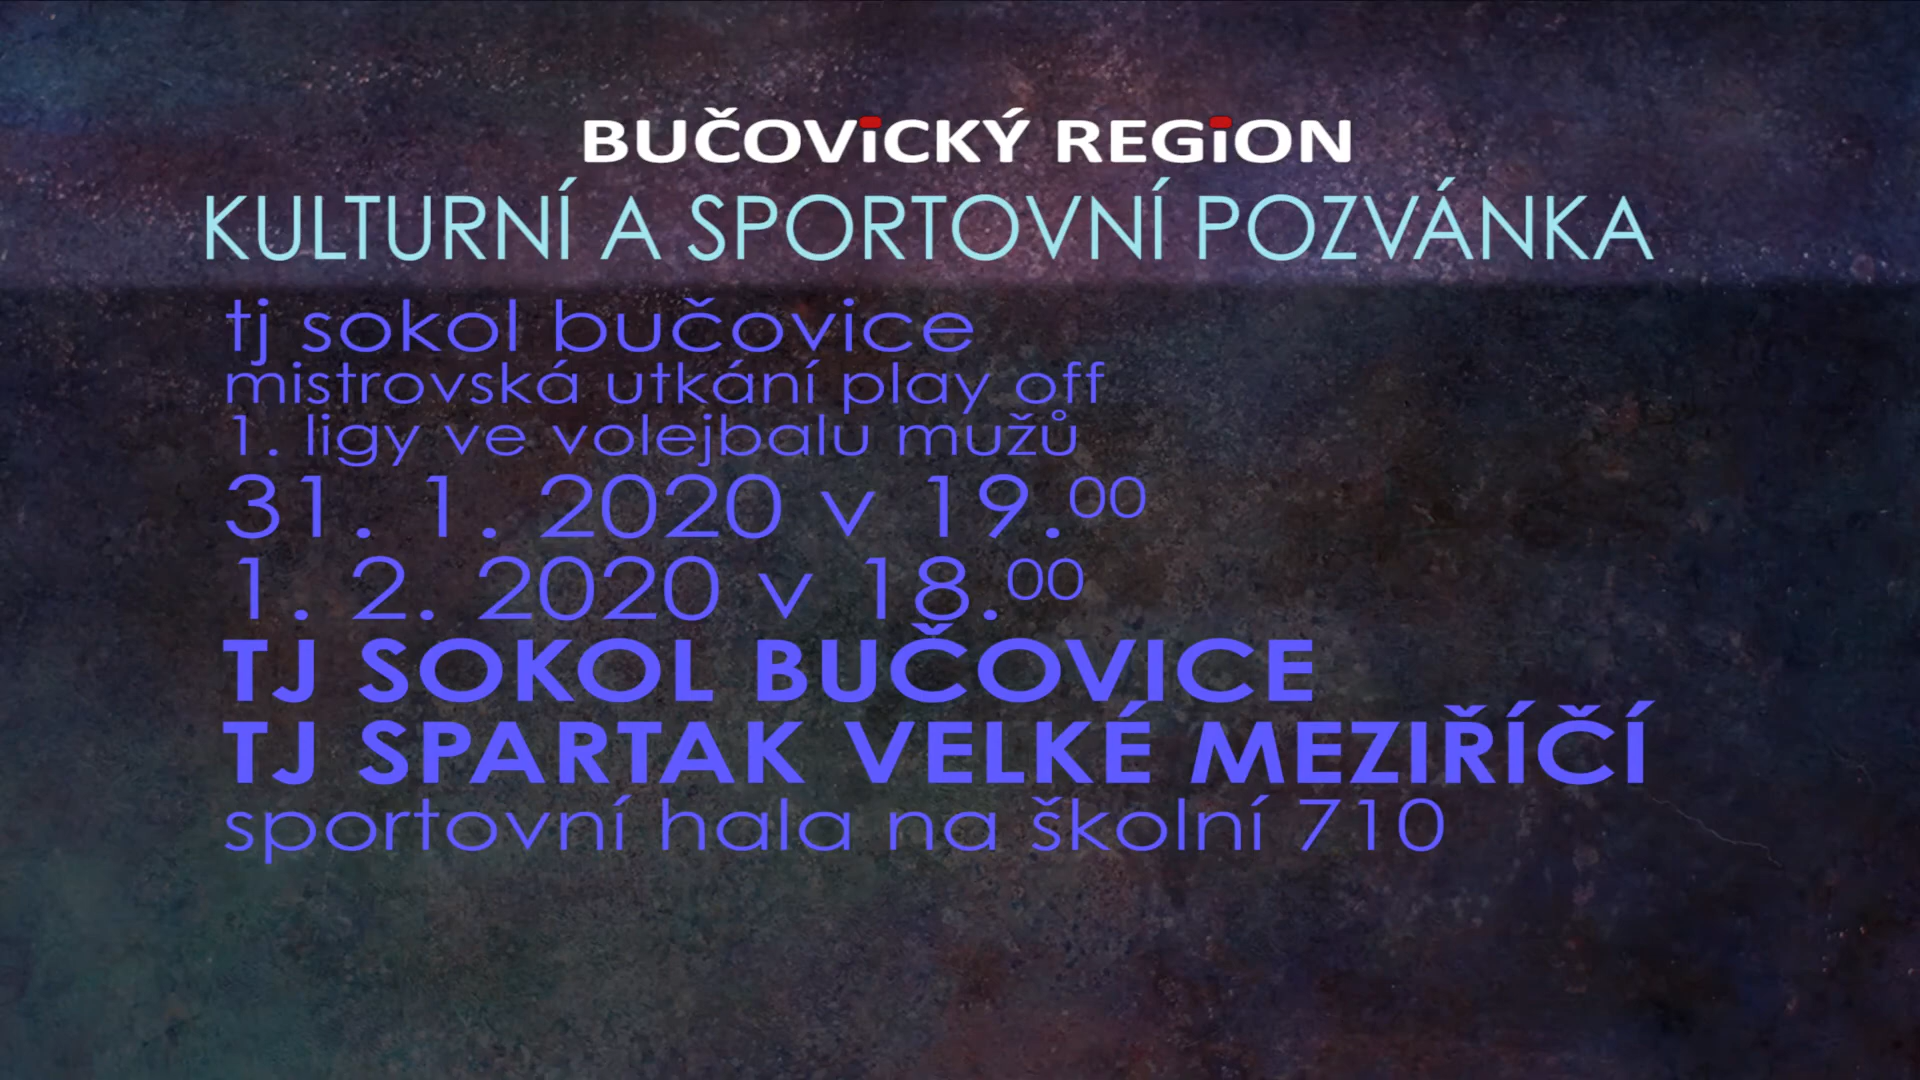 BUČOVICKÝ REGION
KULTURNÍ A SPORTOVNÍ POZVÁNKA
tj sokol bučovice
mistrovská utkání play off
1. ligy ve volejbalu mužů
31. 1. 2020 v 19.00
1. 2. 2020 v 18.00
TJ SOKOL BUČOVICE
TJ SPARTAK VELKÉ MEZIŘÍČÍ
sportovní hala na školní 710